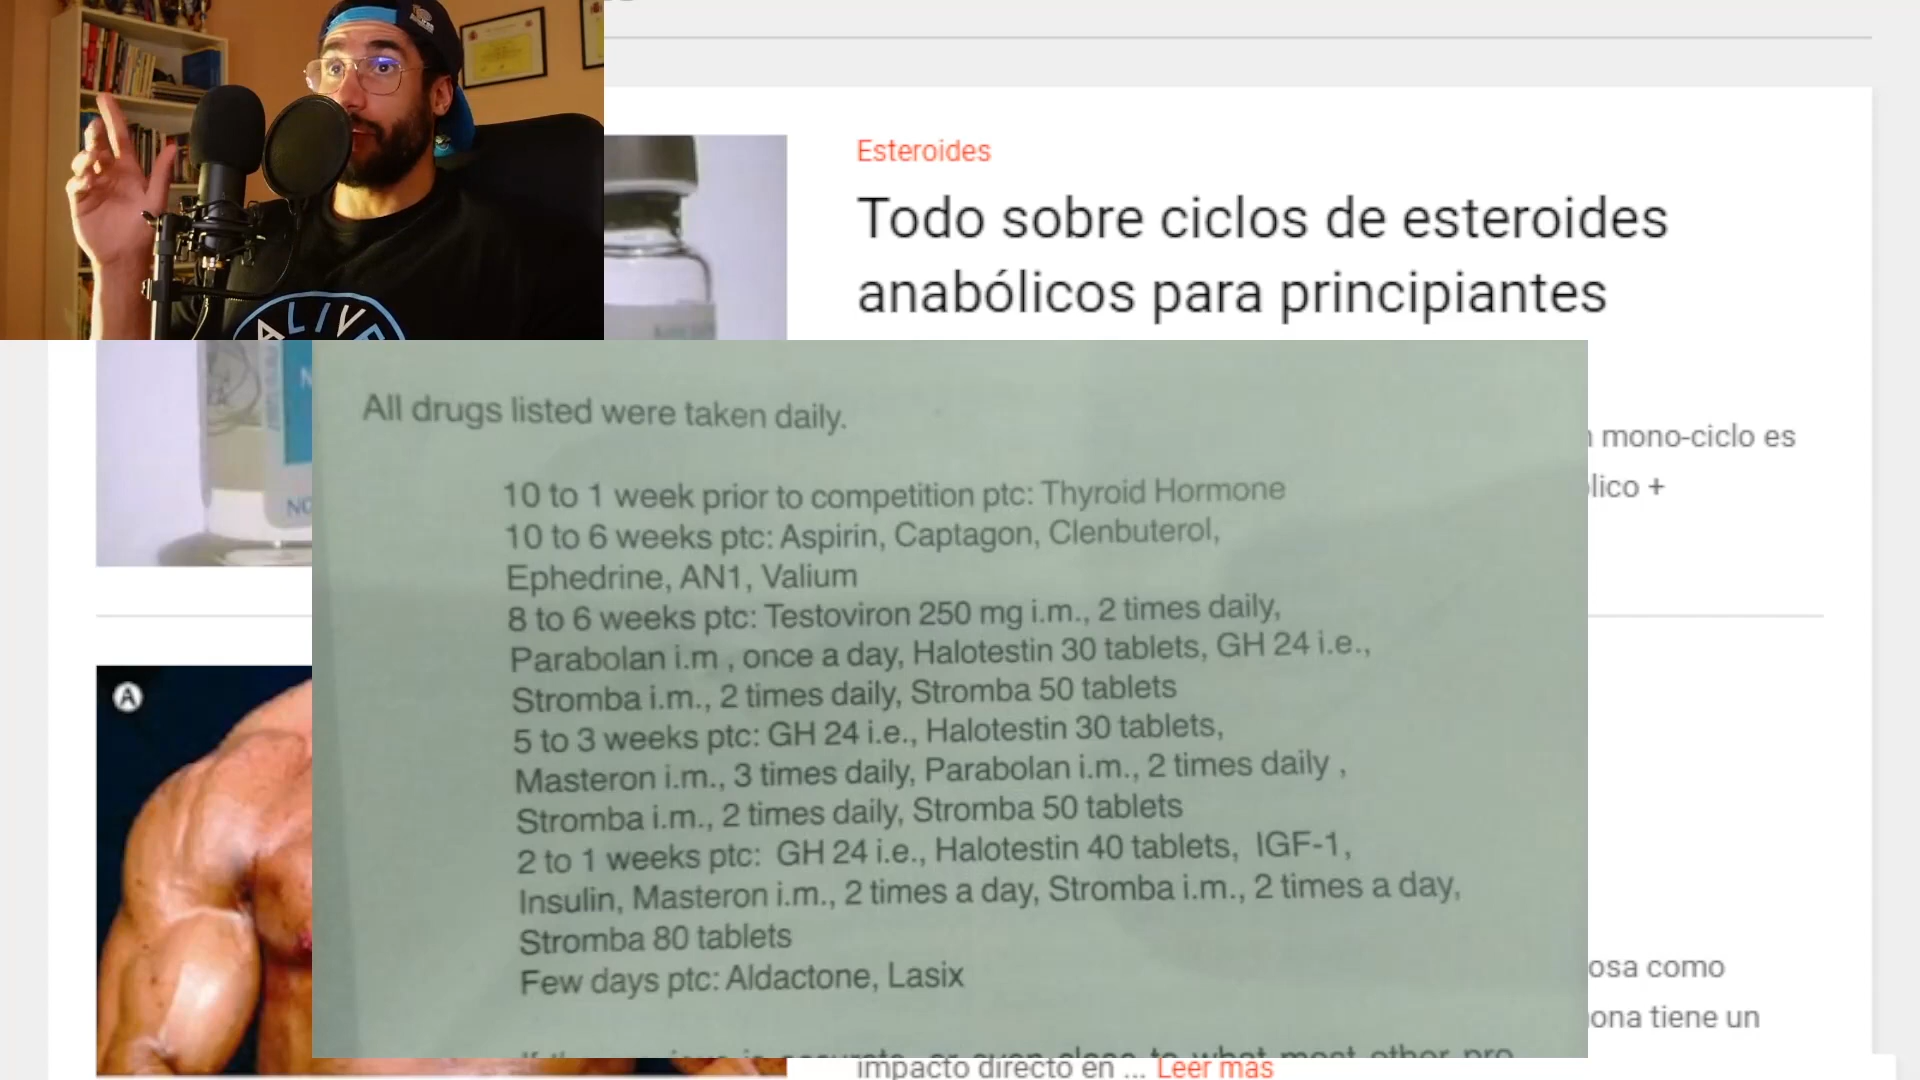 ALIVE
Esteroides
Todo sobre ciclos de esteroides
anabólicos para principiantes
mono-ciclo es
lico +
All drugs listed were taken daily.
10 to 1 week prior to competition ptc: Thyroid Hormone
10 to 6 weeks ptc: Aspirin, Captagon, Clenbuterol,
Ephedrine, AN1, Valium
8 to 6 weeks ptc: Testoviron 250 mg i.m., 2 times daily,
Parabolan i.m , once a day, Halotestin 30 tablets, GH 24 i.e.,
Stromba i.m., 2 times daily, Stromba 50 tablets
5 to 3 weeks ptc: GH 24 i.e., Halotestin 30 tablets,
Masteron i.m., 3 times daily, Parabolan i.m., 2 times daily ,
Stromba i.m., 2 times daily, Stromba 50 tablets
2 to 1 weeks ptc: GH 24 i.e., Halotestin 40 tablets, IGF-1,
Insulin, Masteron i.m., 2 times a day, Stromba i.m., 2 times a day,
Stromba 80 tablets
Few days ptc: Aldactone, Lasix
A
osa como
ona tiene un
impacto directo en ... Leer más